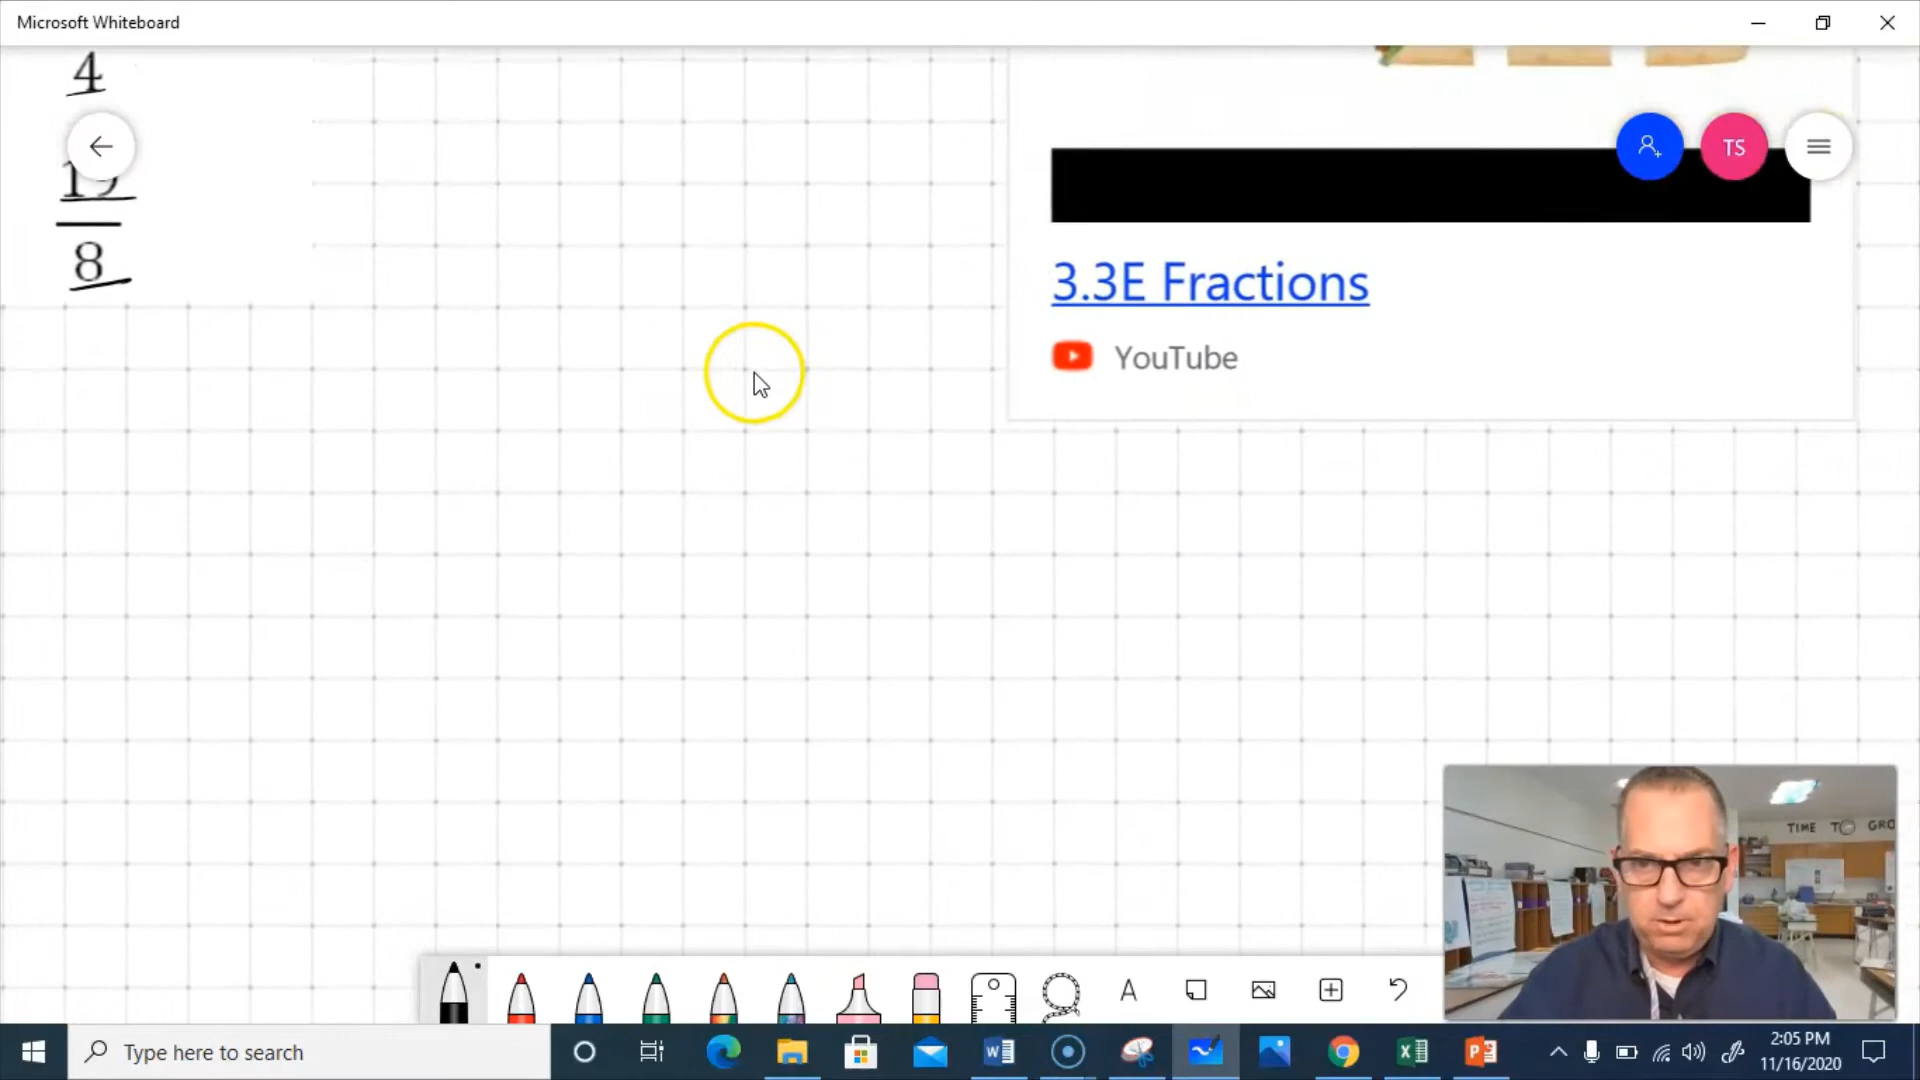 Microsoft Whiteboard
4
19
8
TS
3.3E Fractions
YouTube
TIME TO GRO
A
Type here to search
2:05 PM
11/16/2020